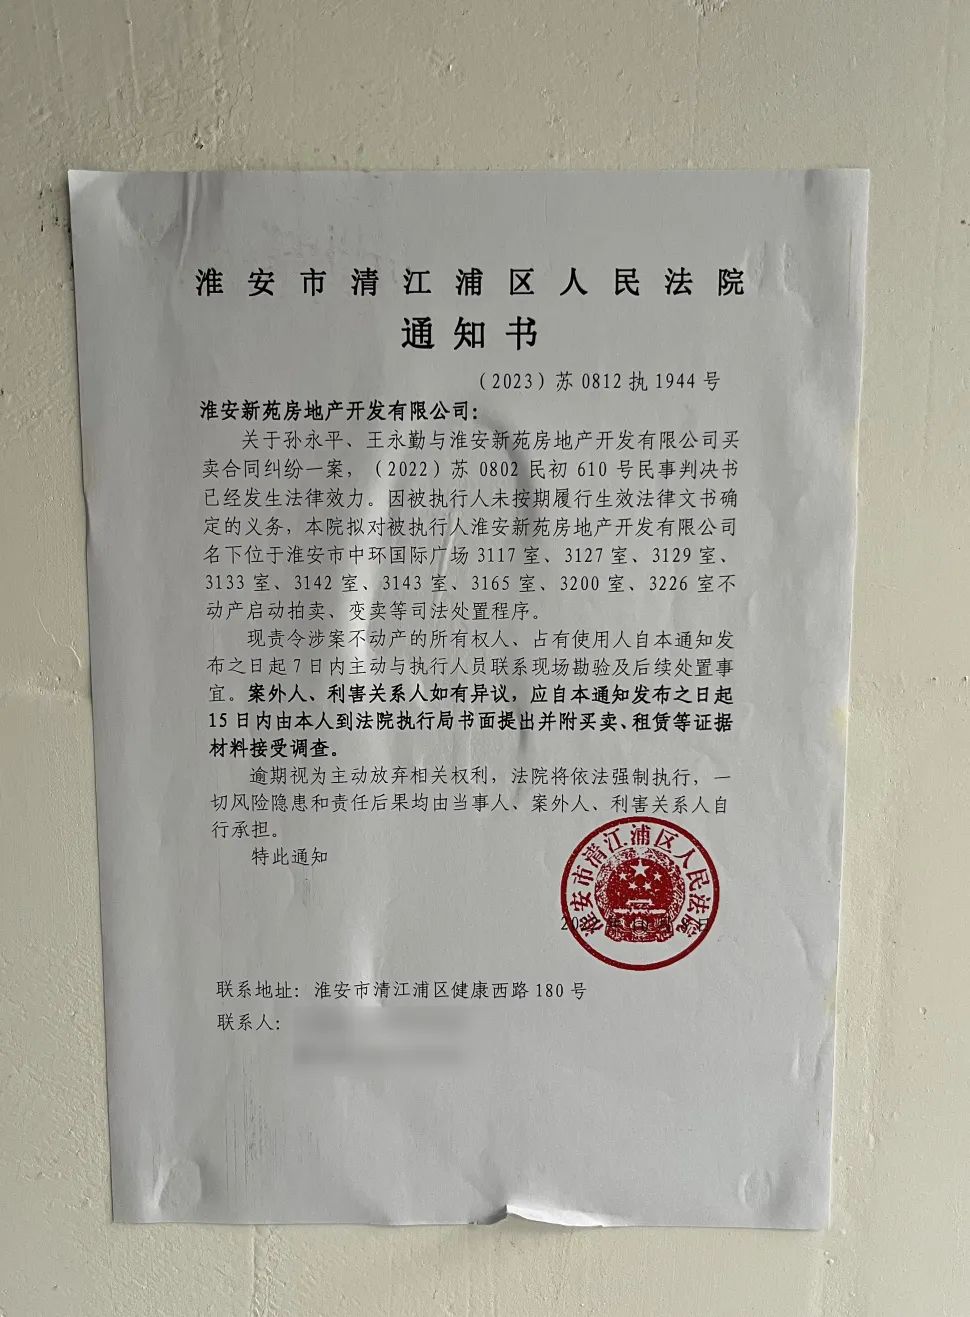 淮安市清江浦区人民法院
通知书
（2023）苏 0812 执 1944 号
淮安新苑房地产开发有限公司：
关于孙永平、王永勤与淮安新苑房地产开发有限公司买
卖合同纠纷一案，（2022）苏 0802 民初 610 号民事判决书
已经发生法律效力。因被执行人未按期履行生效法律文书确
定的义务，本院拟对被执行人淮安新苑房地产开发有限公司
名下位于淮安市中环国际广场 3117 室、3127 室、3129 室、
3133 室、3142 室、3143 室、3165 室、3200 室、3226 室不
动产启动拍卖、变卖等司法处置程序。
现责令涉案不动产的所有权人、占有使用人自本通知发
布之日起 7 日内主动与执行人员联系现场勘验及后续处置事
宜。案外人、利害关系人如有异议，应自本通知发布之日起
15 日内由本人到法院执行局书面提出并附买卖、租赁等证据
材料接受调查。
逾期视为主动放弃相关权利，法院将依法强制执行，一
切风险隐患和责任后果均由当事人、案外人、利害关系人自
行承担。
特此通知
淮安市清江浦区人民法院
日
联系地址：淮安市清江浦区健康西路 180 号
联系人：